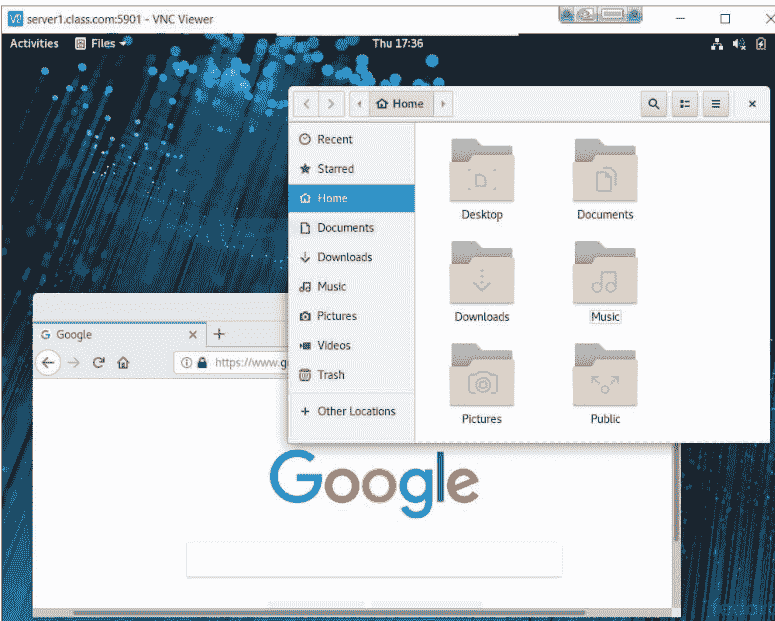 V2 server1.class.com:5901 - VNC Viewer
Activities Files Thu 17:36
Home
Recent
Starred
Home
Documents
Downloads
Music
Pictures
Videos
Trash
+ Other Locations
Desktop Documents
Downloads Music
Pictures Public
G Google
https://www.g
Google